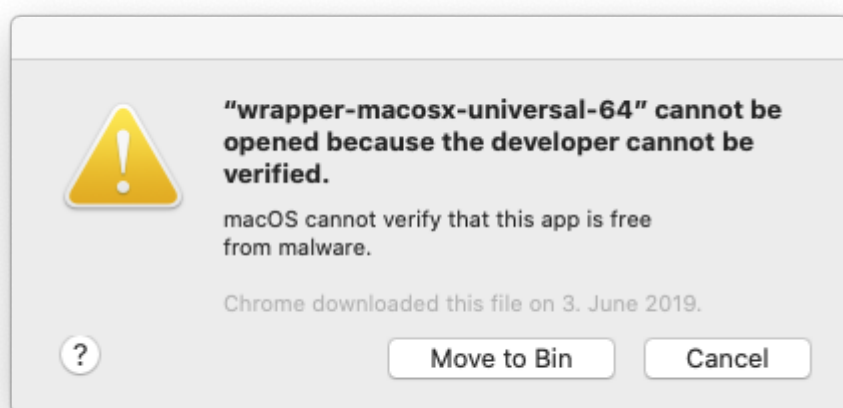 “wrapper-macosx-universal-64” cannot be
opened because the developer cannot be
verified.
macOS cannot verify that this app is free
from malware.
Chrome downloaded this file on 3. June 2019.
?
Move to Bin
Cancel